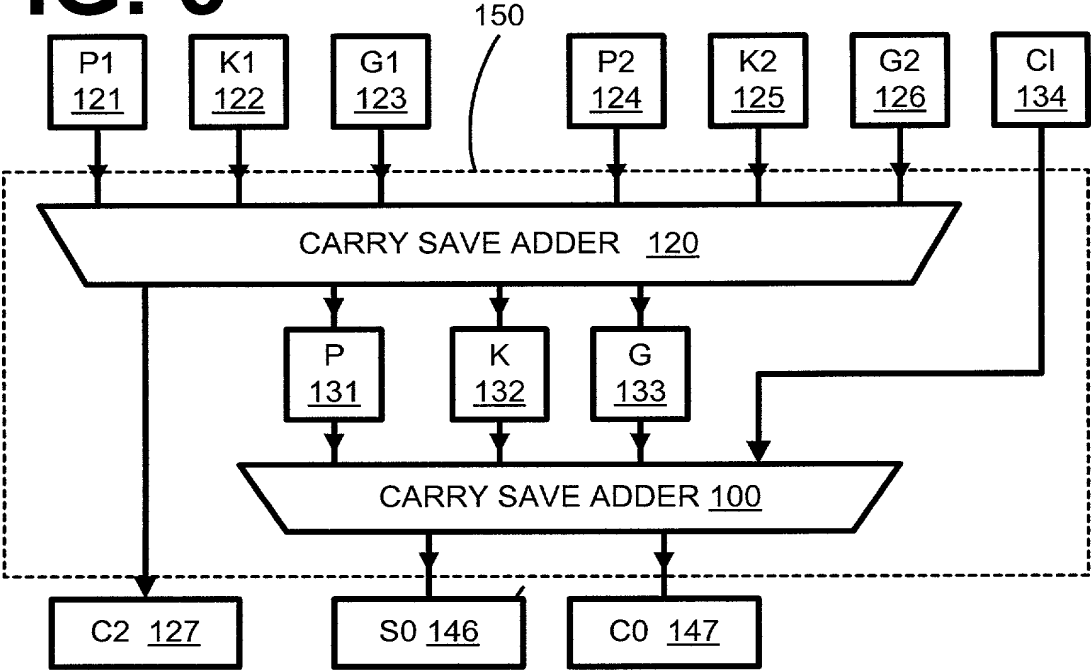 150
P1 K1 G1 P2 K2 G2 CI
121 122 123 124 125 126 134
CARRY SAVE ADDER 120
P K G
131 132 133
CARRY SAVE ADDER 100
C2 127 S0 146 C0 147